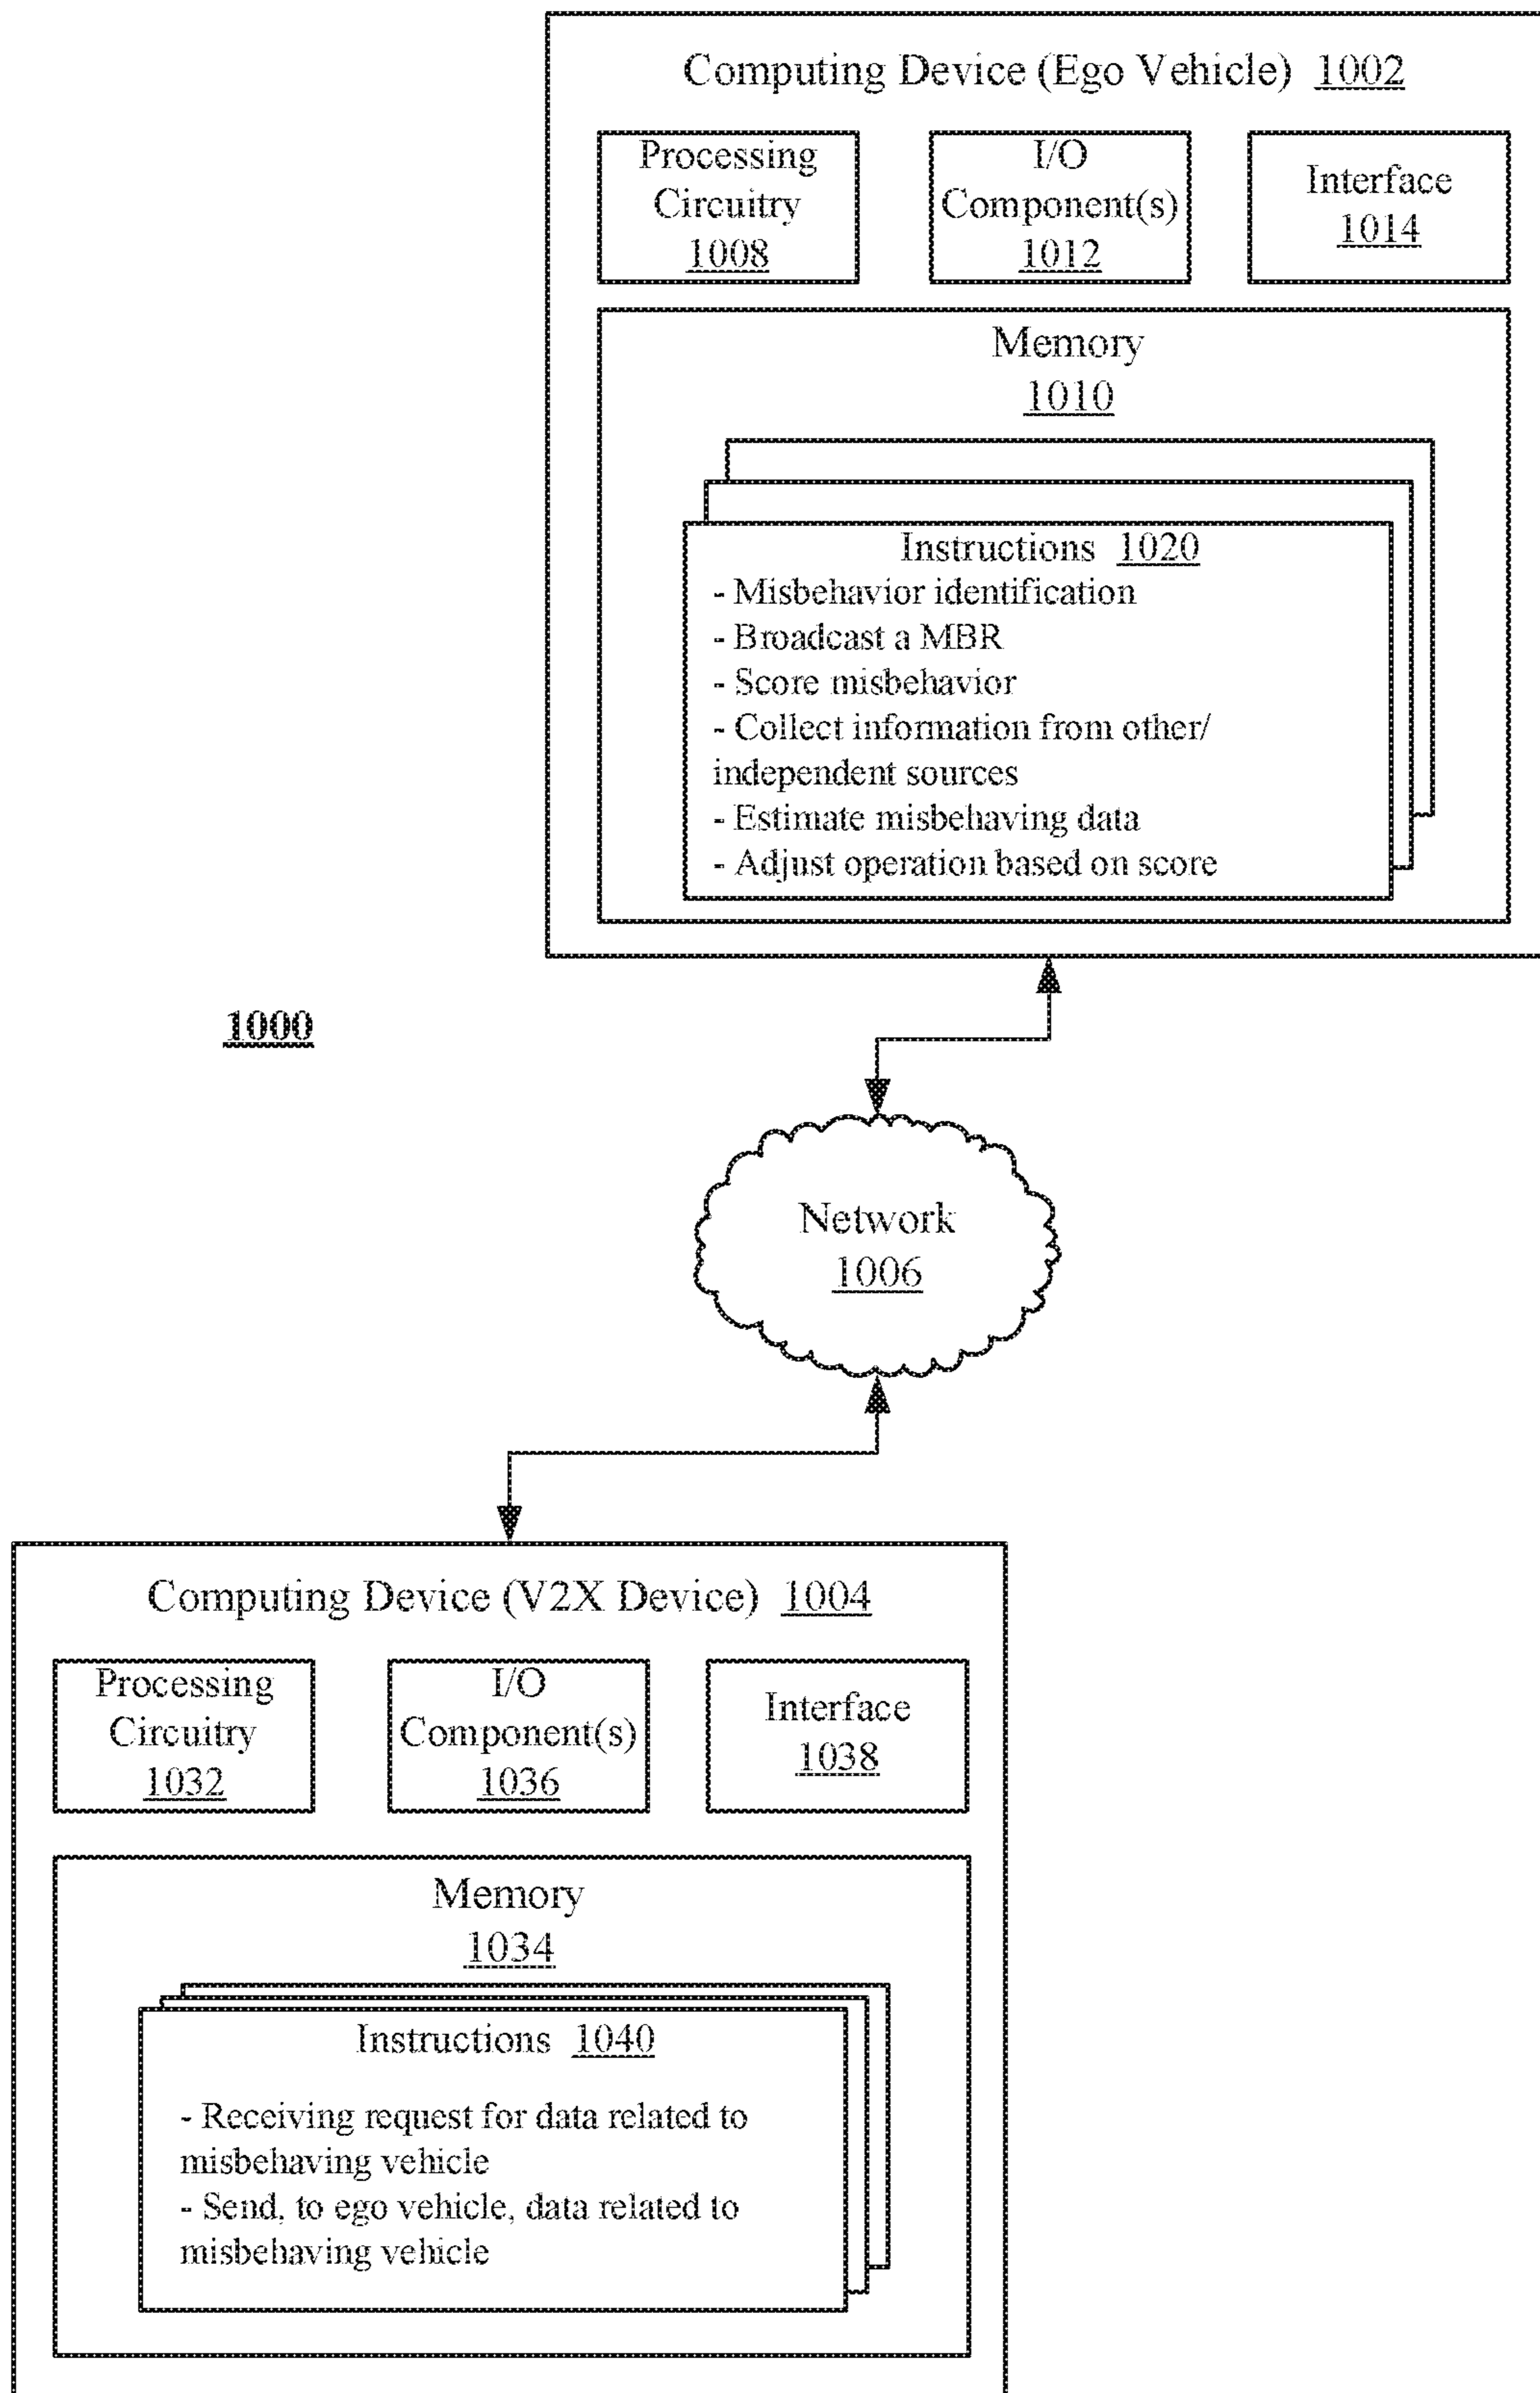 Computing Device (Ego Vehicle) 1002
Processing
Circuitry
1008
I/O
Component(s)
1012
Interface
1014
Memory
1010
Instructions 1020
- Misbehavior identification
- Broadcast a MBR
- Score misbehavior
- Collect information from other/
independent sources
- Estimate misbehaving data
- Adjust operation based on score
1000
Network
1006
Computing Device (V2X Device) 1004
Processing
Circuitry
1032
I/O
Component(s)
1036
Interface
1038
Memory
1034
Instructions 1040
- Receiving request for data related to
misbehaving vehicle
- Send, to ego vehicle, data related to
misbehaving vehicle